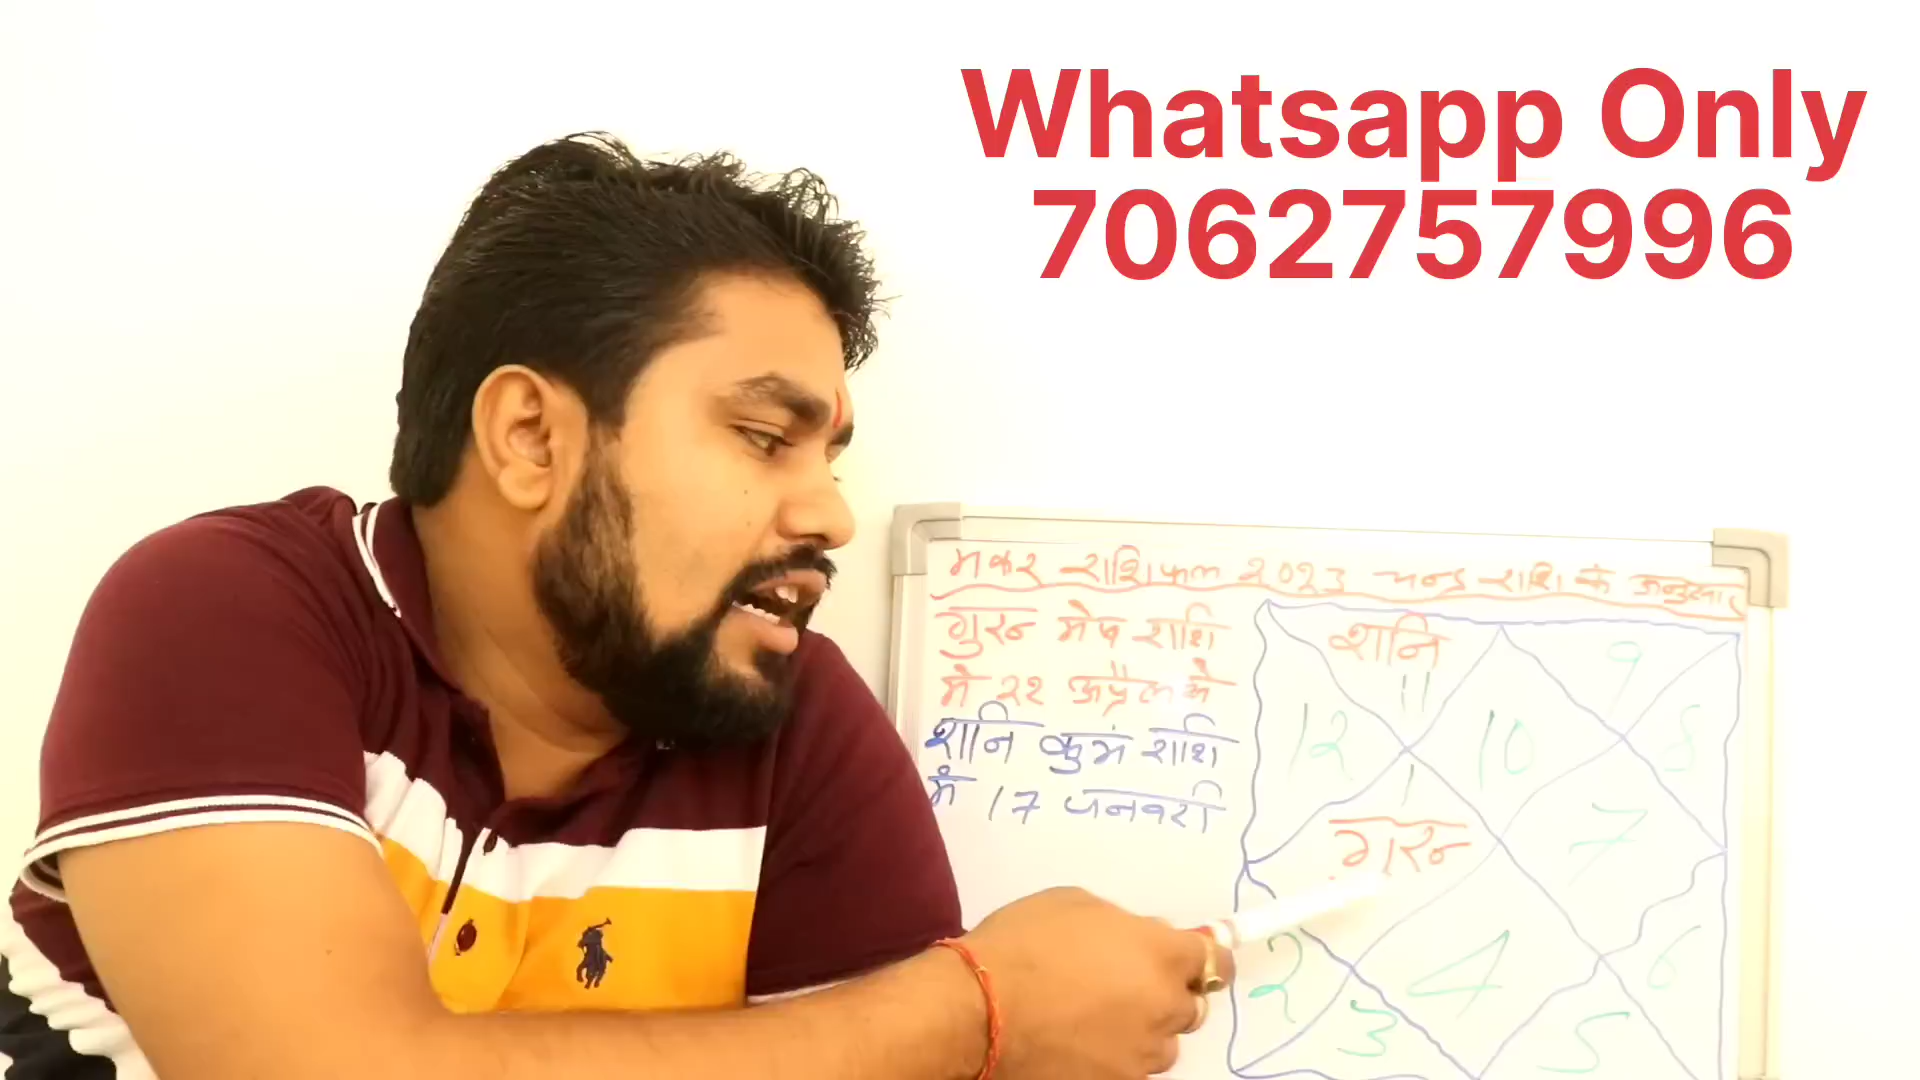 Whatsapp Only
7062757996
मकर राशिफल 2023 चन्द्र राशि के अनुसार
गुरू मेष राशि
मे 22 अप्रैल के
शनि कुंभ राशि
मे 17 जनवरी
शनि
9
11
12
10
8
1
गुरू
7
2
4
6
3
5